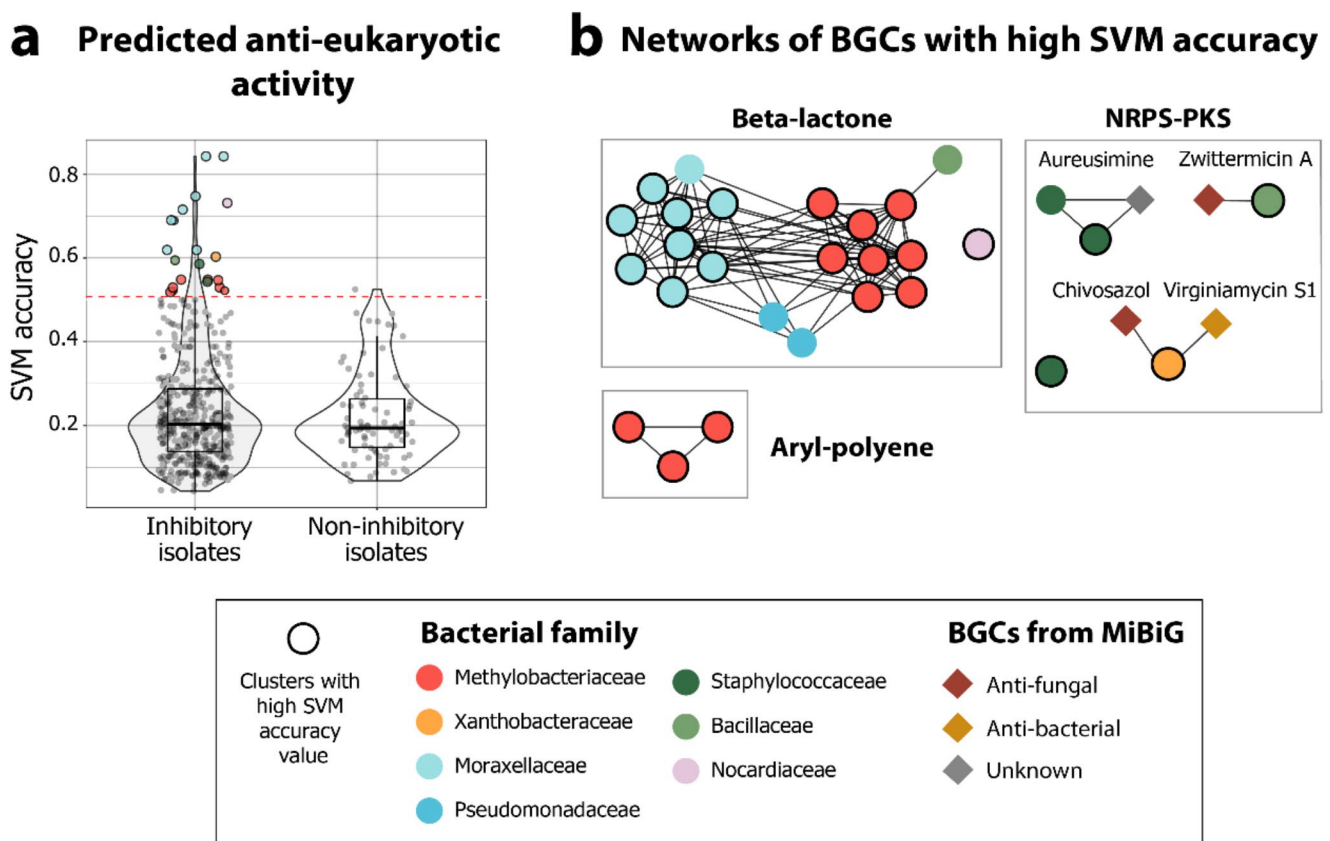 a Predicted anti-eukaryotic
activity
SVM accuracy
0.8
0.6
0.4
0.2
Inhibitory
isolates
Non-inhibitory
isolates
b Networks of BGCs with high SVM accuracy
Beta-lactone
NRPS-PKS
Aureusimine
Zwittermicin A
Chivosazol
Virginiamycin S1
Aryl-polyene
Clusters with
high SVM
accuracy
value
Bacterial family
Methylobacteriaceae
Xanthobacteraceae
Moraxellaceae
Pseudomonadaceae
Staphylococcaceae
Bacillaceae
Nocardiaceae
BGCs from MiBiG
Anti-fungal
Anti-bacterial
Unknown